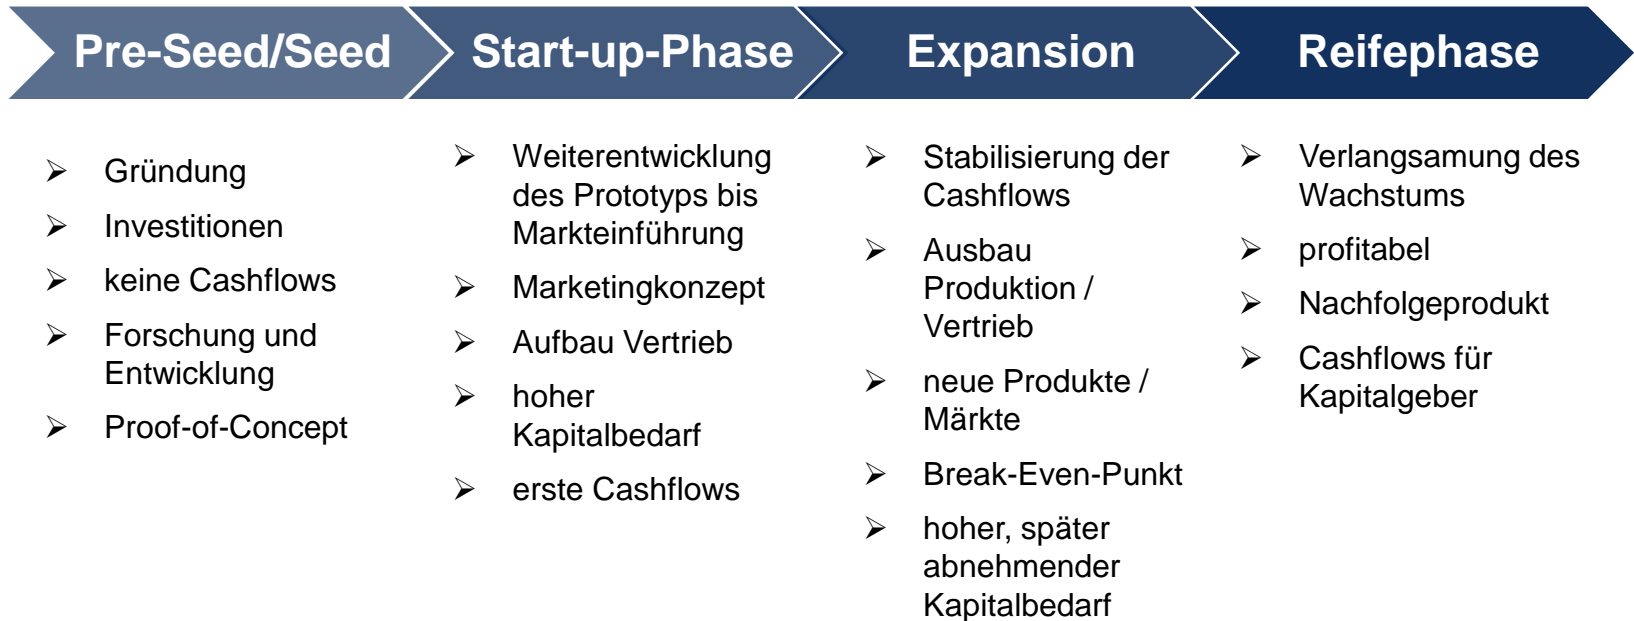 Pre-Seed/Seed
Start-up-Phase
Expansion
Reifephase
Gründung
Investitionen
keine Cashflows
Forschung und
Entwicklung
Proof-of-Concept
Weiterentwicklung
des Prototyps bis
Markteinführung
Marketingkonzept
Aufbau Vertrieb
hoher
Kapitalbedarf
erste Cashflows
Stabilisierung der
Cashflows
Ausbau
Produktion /
Vertrieb
neue Produkte /
Märkte
Break-Even-Punkt
hoher, später
abnehmender
Kapitalbedarf
Verlangsamung des
Wachstums
profitabel
Nachfolgeprodukt
Cashflows für
Kapitalgeber